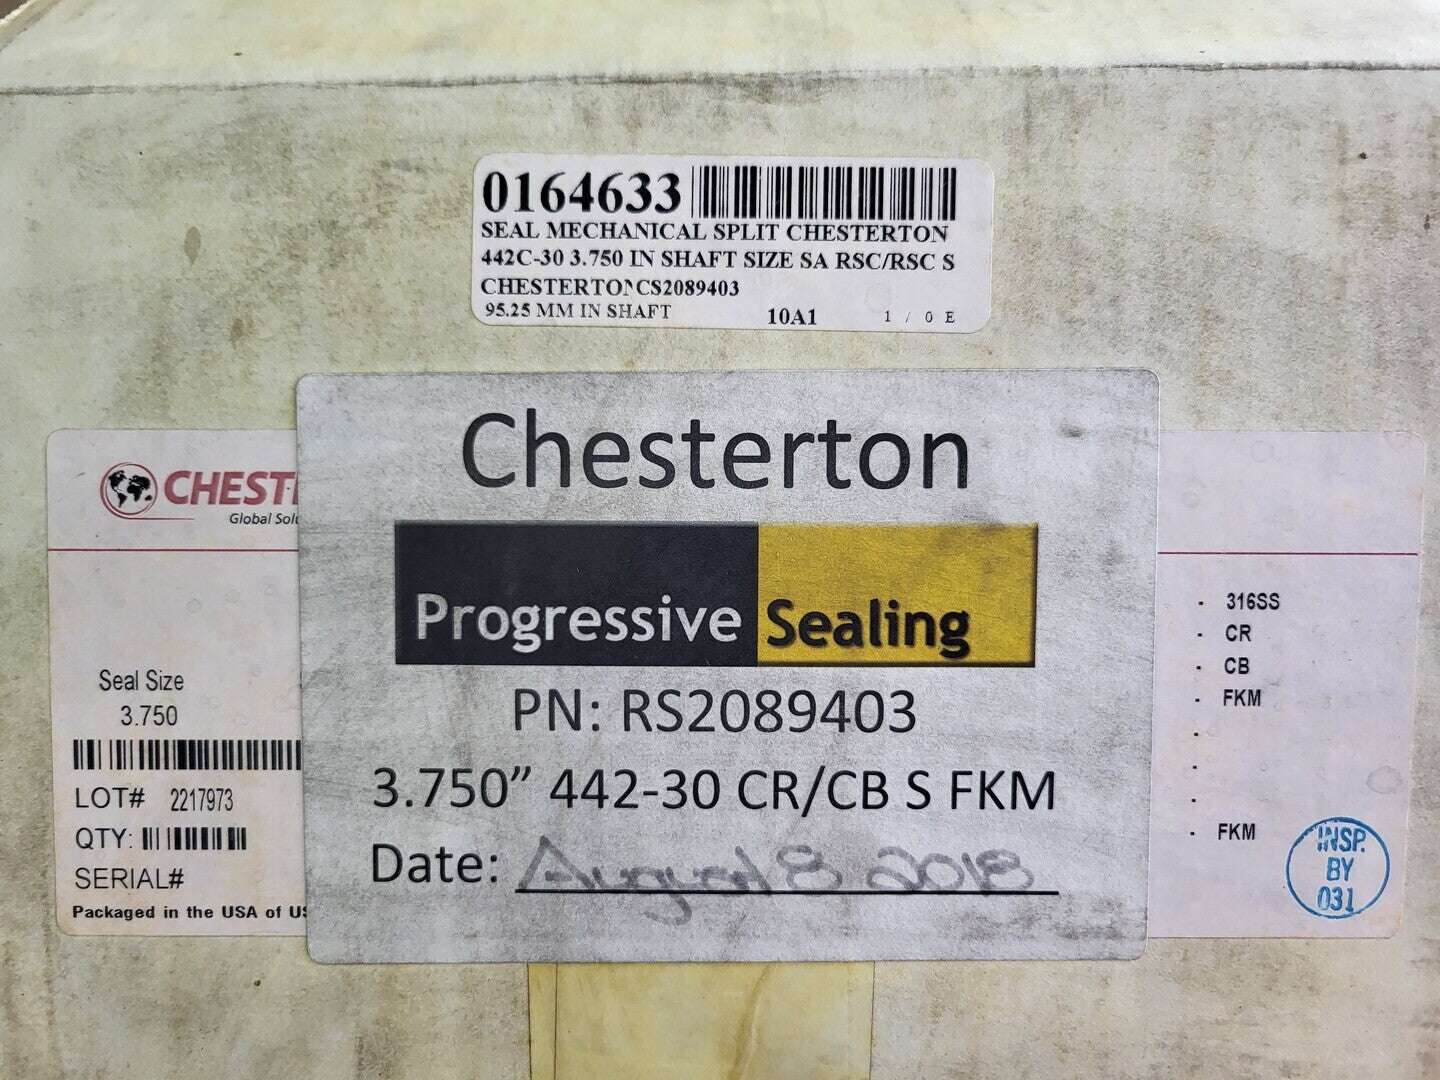 0164633
SEAL MECHANICAL SPLIT CHESTERTON
442C-30 3.750 IN SHAFT SIZE SA RSC/RSC S
CHESTERTON CS2089403
95.25 MM IN SHAFT 10A1 1 / 0 E
Chesterton
Progressive Sealing
PN: RS2089403
3.750” 442-30 CR/CB S FKM
Date: August 8 2018
CHEST
Global Solu
Seal Size
3.750
LOT# 2217973
QTY:
SERIAL#
Packaged in the USA of US
- 316SS
- CR
- CB
- FKM
-
-
-
- FKM
INSP.
BY
031